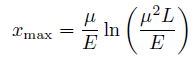 x_max = μ/E ln(μ²L/E)